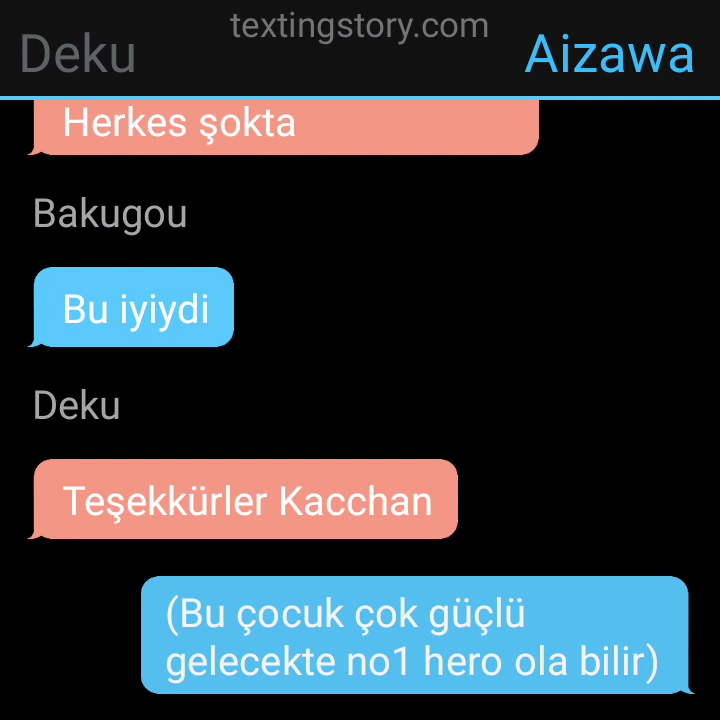 textingstory.com
Deku
Aizawa
Herkes şokta
Bakugou
Bu iyiydi
Deku
Teşekkürler Kacchan
(Bu çocuk çok güçlü
gelecekte no1 hero ola bilir)